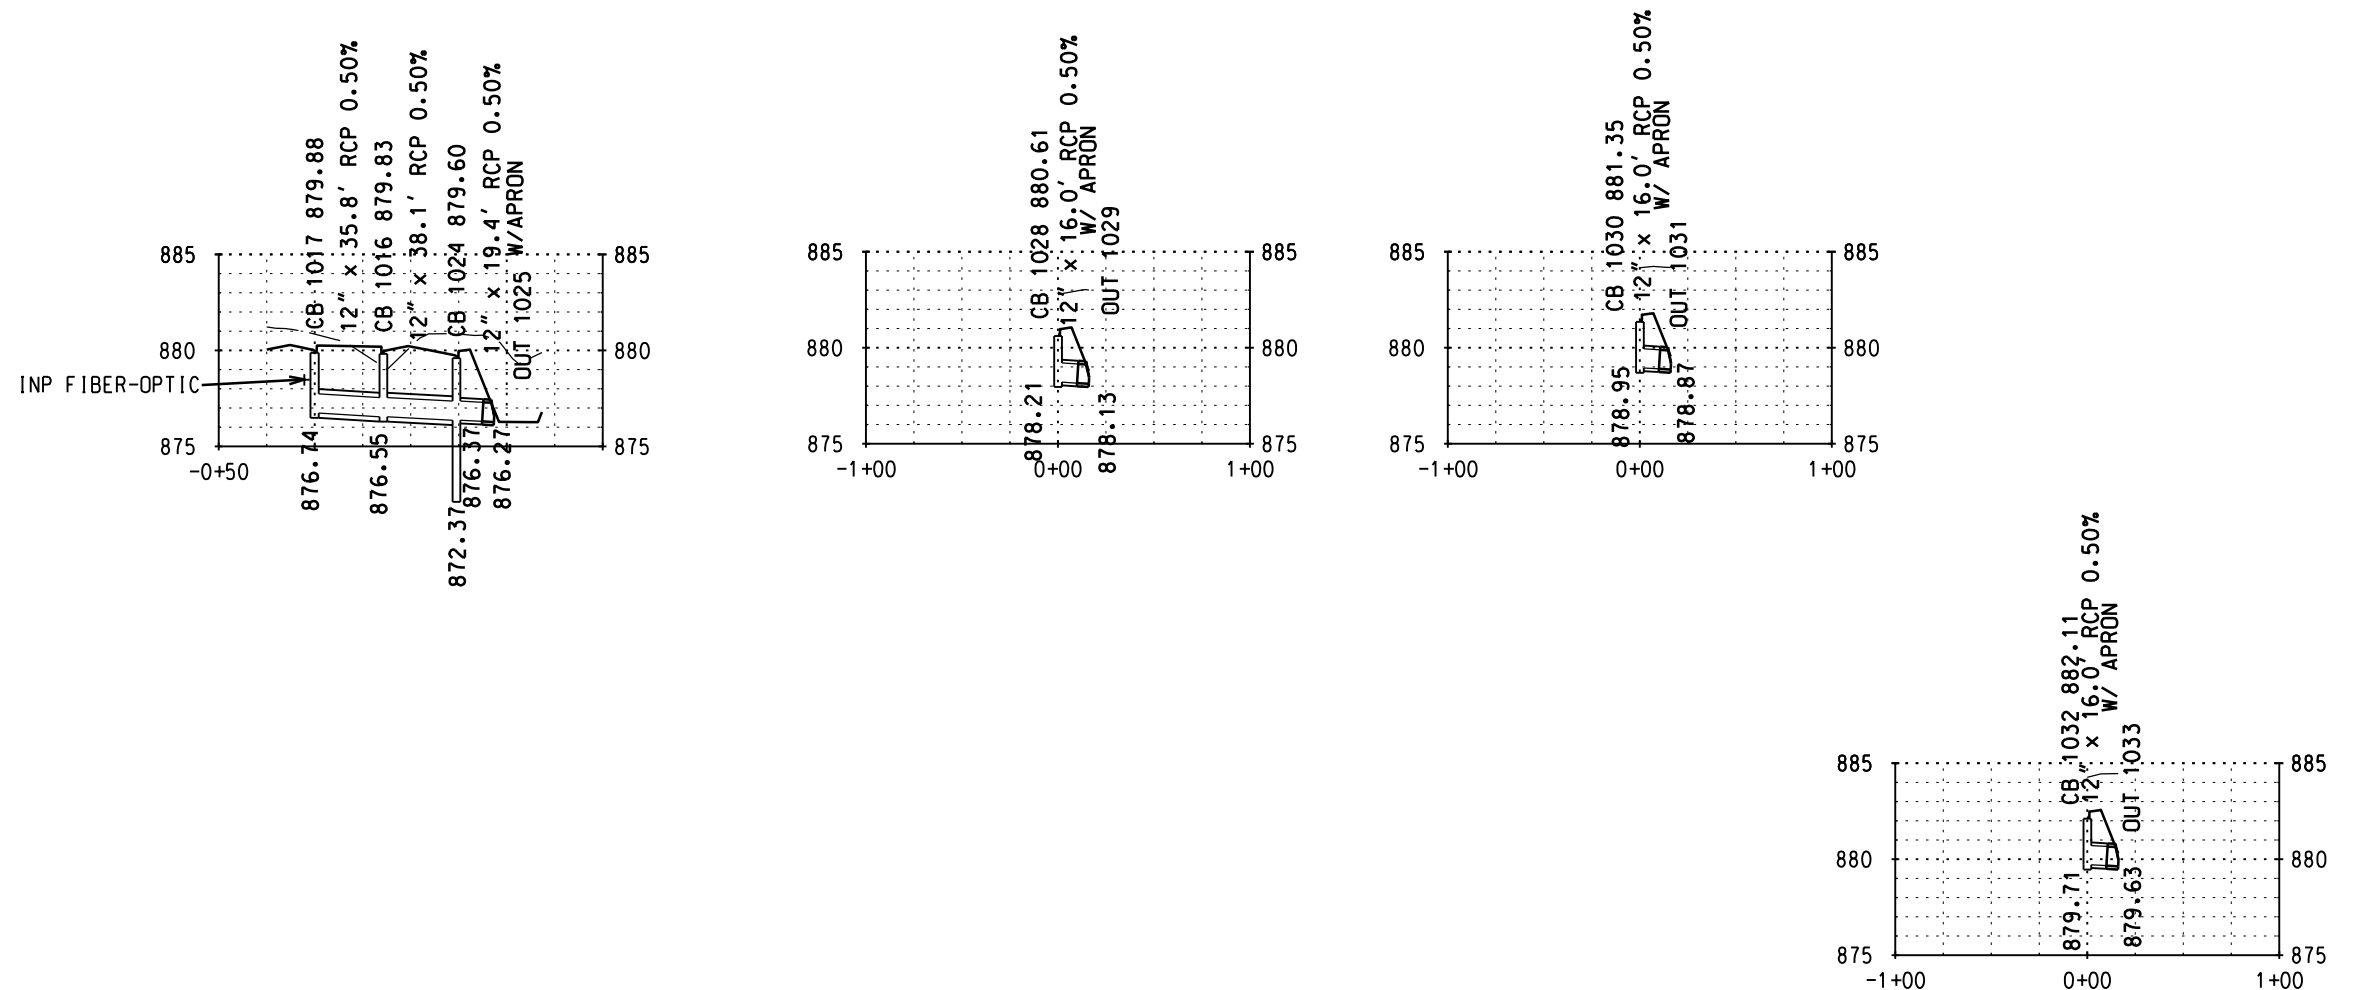 CB 1017 879.88
12" × 35.8' RCP 0.50%
CB 1016 879.83
12" × 38.1' RCP 0.50%
CB 1024 879.60
12" × 19.4' RCP 0.50%
W/APRON
OUT 1025
885
885
880
880
INP FIBER-OPTIC
875
875
-0+50
876.74
876.55
872.37
876.37
876.27
CB 1028 880.61
12" × 16.0' RCP 0.50%
W/ APRON
OUT 1029
885
885
880
880
875
875
878.21
878.13
-1+00
0+00
1+00
CB 1030 881.35
12" × 16.0' RCP 0.50%
W/ APRON
OUT 1031
885
885
880
880
875
875
878.95
878.87
-1+00
0+00
1+00
CB 1032 882.11
12" × 16.0' RCP 0.50%
W/ APRON
OUT 1033
885
885
880
880
875
875
879.71
879.63
-1+00
0+00
1+00